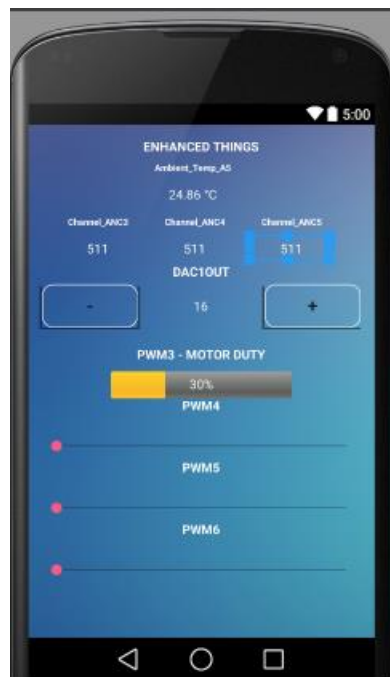 5:00
ENHANCED THINGS
Ambient_Temp_A5
24.86 °C
Channel_ANC3 Channel_ANC4 Channel_ANC5
511 511 511
DAC1OUT
- 16 +
PWM3 - MOTOR DUTY
30%
PWM4
PWM5
PWM6